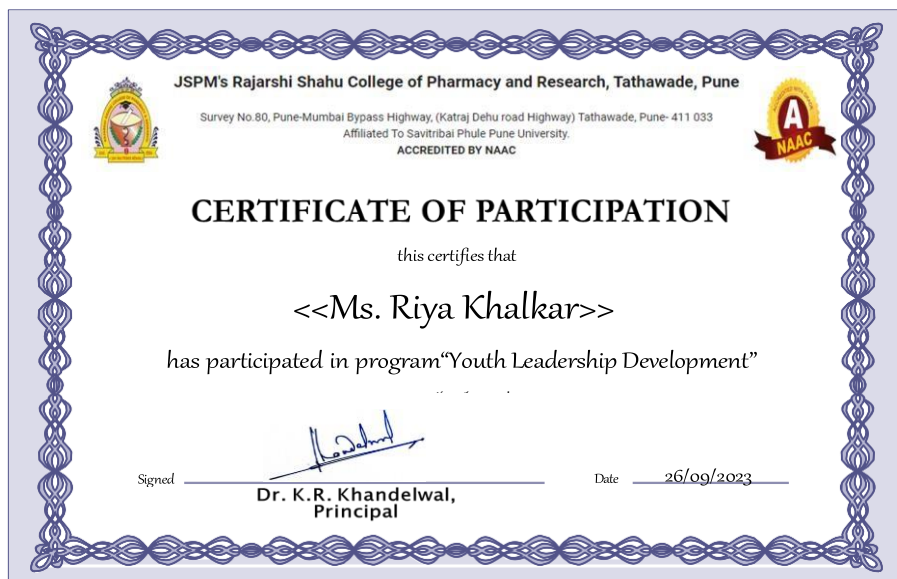 JSPM's Rajarshi Shahu College of Pharmacy and Research, Tathawade, Pune
Survey No.80, Pune-Mumbai Bypass Highway, (Katraj Dehu road Highway) Tathawade, Pune- 411 033
Affiliated To Savitribai Phule Pune University.
ACCREDITED BY NAAC
A
NAAC
CERTIFICATE OF PARTICIPATION
this certifies that
<<Ms. Riya Khalkar>>
has participated in program“Youth Leadership Development”
Signed
Dr. K.R. Khandelwal,
Principal
Date 26/09/2023